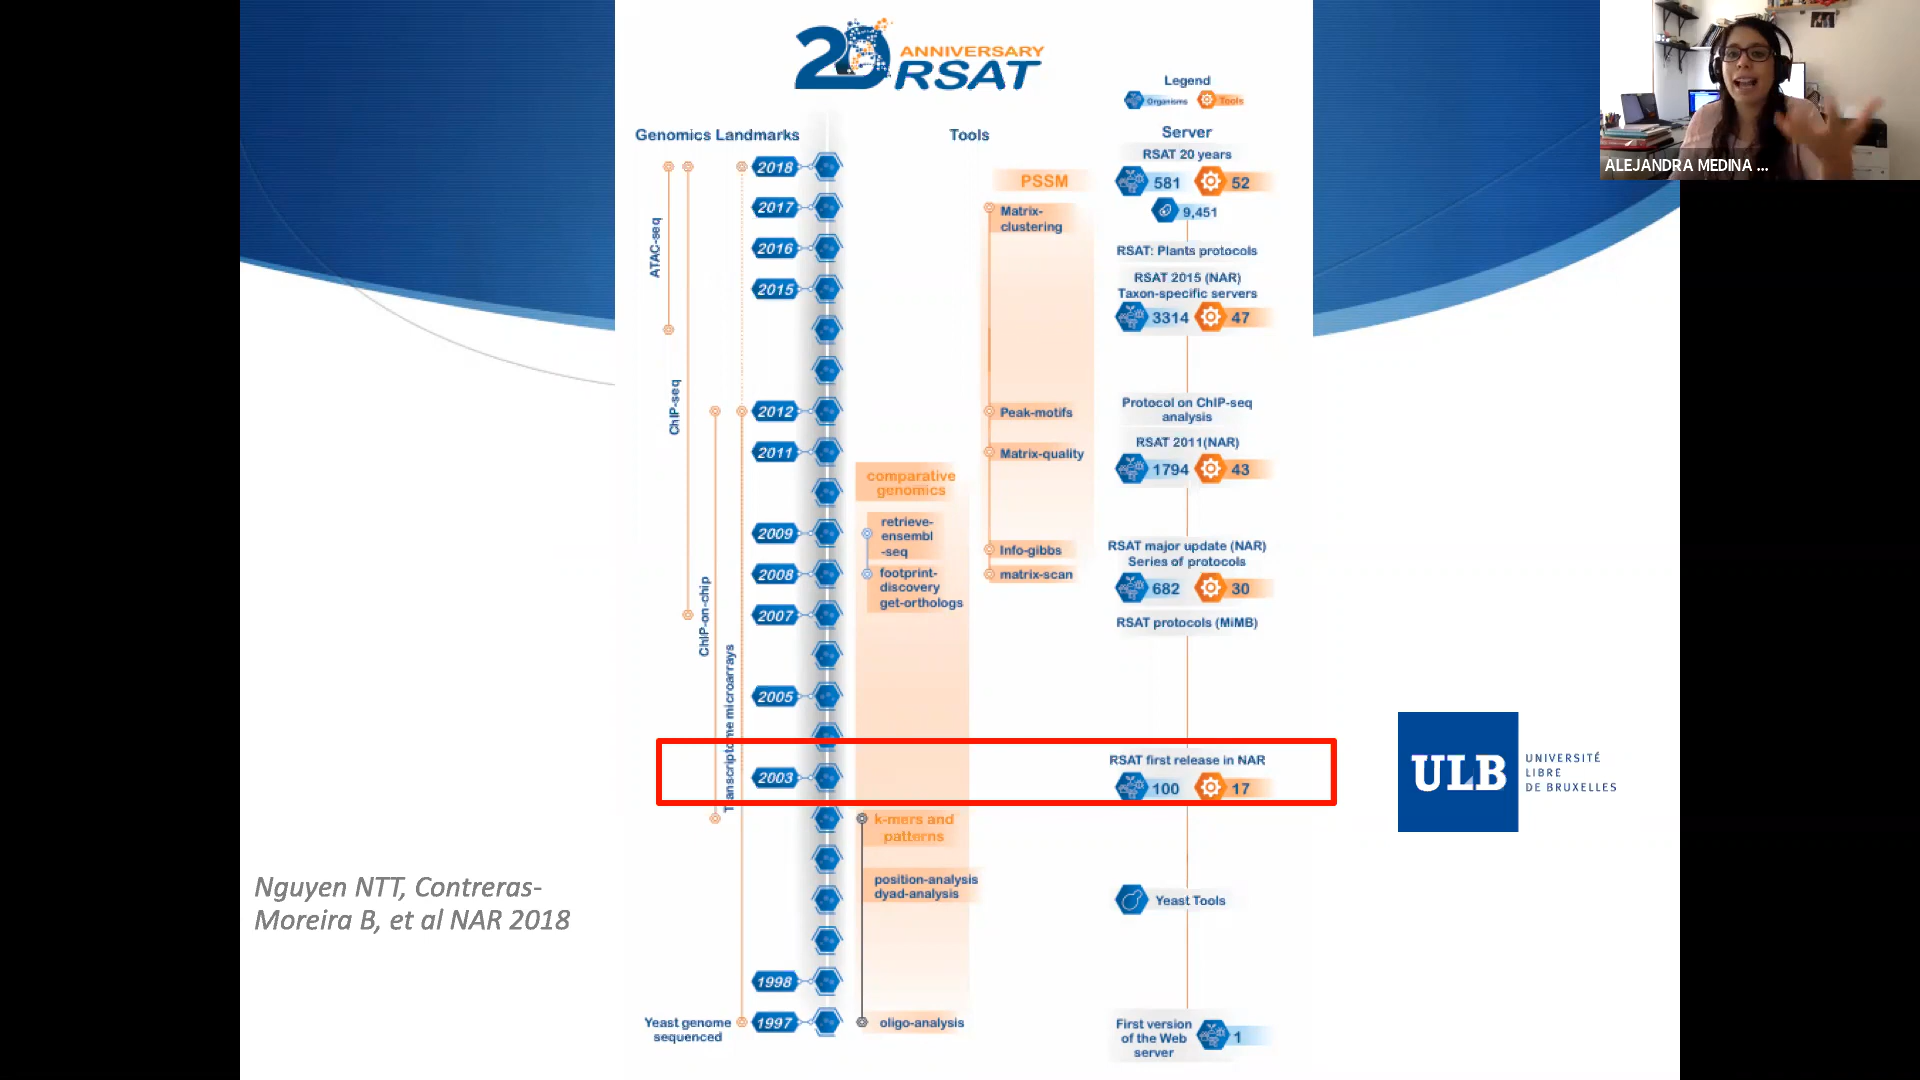 20 ANNIVERSARY
RSAT
Legend
Organisms
Tools
Genomics Landmarks
Tools
Server
ALEJANDRA MEDINA ...
2018
2017
2016
2015
2012
2011
2009
2008
2007
2005
2003
1998
1997
ATAC-seq
ChIP-seq
ChIP-on-chip
Transcriptome microarrays
Yeast genome
sequenced
comparative
genomics
retrieve-
ensembl
-seq
footprint-
discovery
get-orthologs
k-mers and
patterns
position-analysis
dyad-analysis
oligo-analysis
PSSM
Matrix-
clustering
Peak-motifs
Matrix-quality
Info-gibbs
matrix-scan
RSAT 20 years
581
52
9,451
RSAT: Plants protocols
RSAT 2015 (NAR)
Taxon-specific servers
3314
47
Protocol on ChIP-seq
analysis
RSAT 2011(NAR)
1794
43
RSAT major update (NAR)
Series of protocols
682
30
RSAT protocols (MiMB)
RSAT first release in NAR
100
17
Yeast Tools
First version
of the Web
server
1
ULB
UNIVERSITÉ
LIBRE
DE BRUXELLES
Nguyen NTT, Contreras-
Moreira B, et al NAR 2018